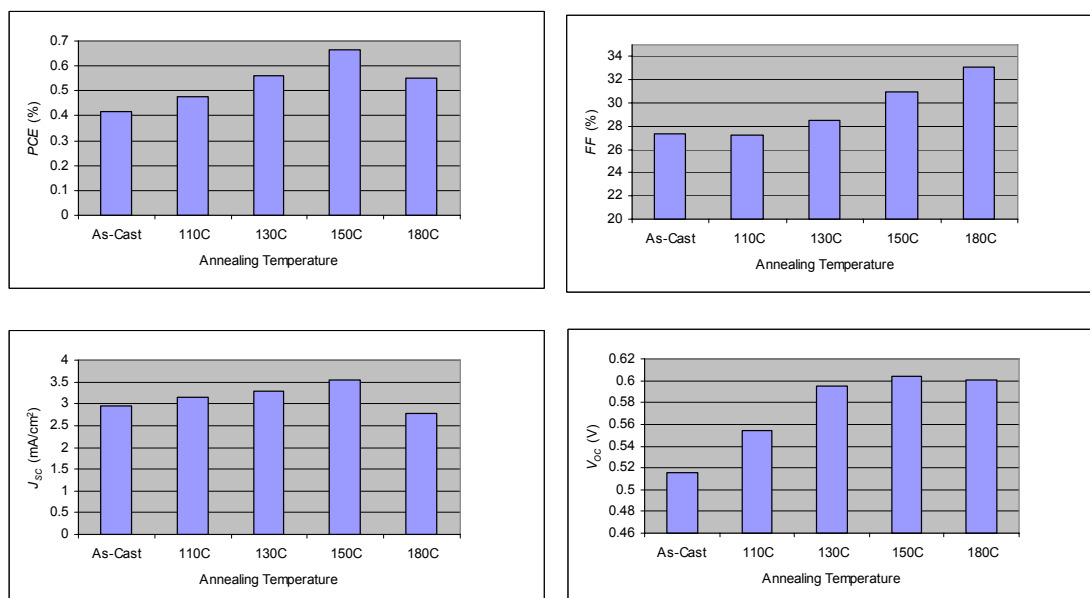 0.7
0.6
0.5
0.4
0.3
0.2
0.1
0
PCE (%)
As-Cast 110C 130C 150C 180C
Annealing Temperature
34
32
30
28
26
24
22
20
FF (%)
As-Cast 110C 130C 150C 180C
Annealing Temperature
4
3.5
3
2.5
2
1.5
1
0.5
0
J_SC (mA/cm²)
As-Cast 110C 130C 150C 180C
Annealing Temperature
0.62
0.6
0.58
0.56
0.54
0.52
0.5
0.48
0.46
V_OC (V)
As-Cast 110C 130C 150C 180C
Annealing Temperature